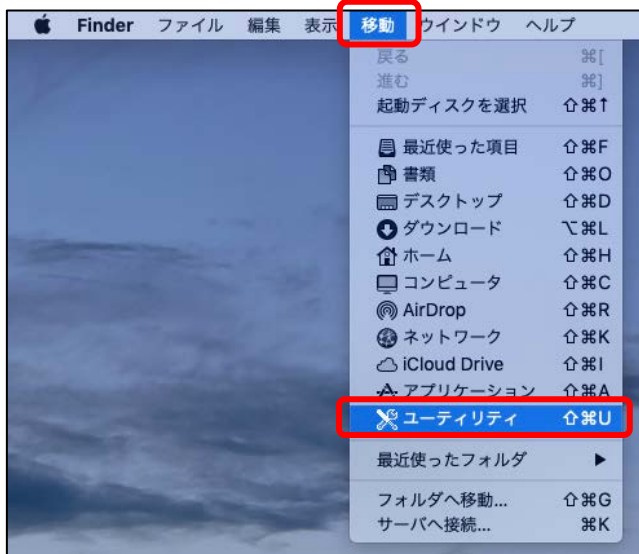 Finder ファイル 編集 表示 移動 ウインドウ ヘルプ
戻る ⌘[
進む ⌘]
起動ディスクを選択 ⇧⌘↑
最近使った項目 ⇧⌘F
書類 ⇧⌘O
デスクトップ ⇧⌘D
ダウンロード ⌥⌘L
ホーム ⇧⌘H
コンピュータ ⇧⌘C
AirDrop ⇧⌘R
ネットワーク ⇧⌘K
iCloud Drive ⇧⌘I
アプリケーション ⇧⌘A
ユーティリティ ⇧⌘U
最近使ったフォルダ ▶
フォルダへ移動... ⇧⌘G
サーバへ接続... ⌘K